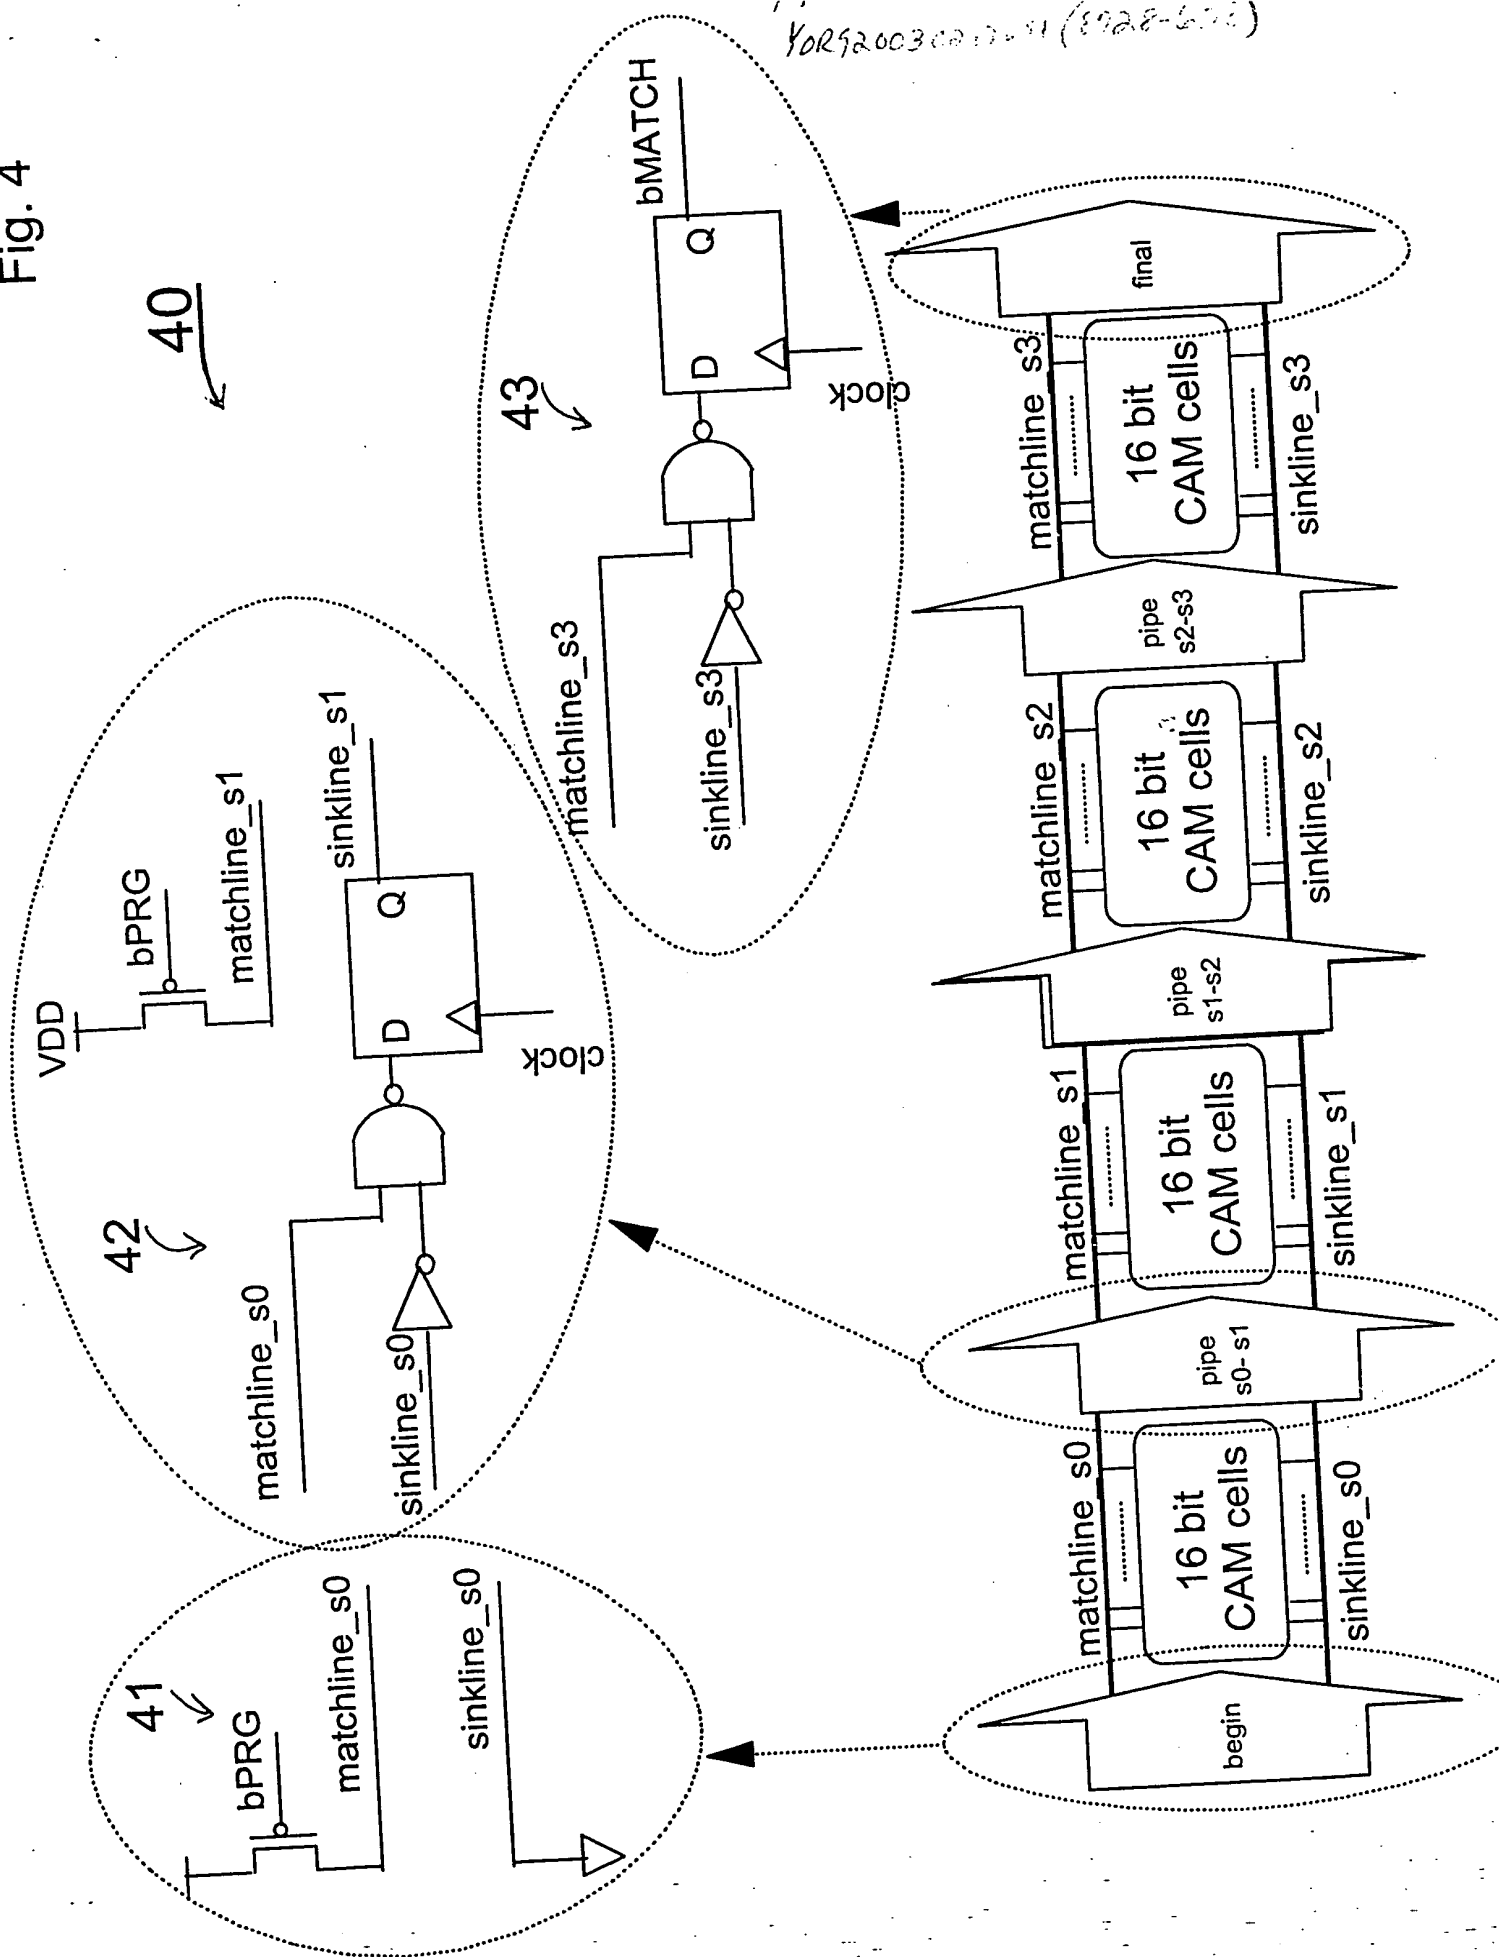 Fig. 4
40
41
bPRG
matchline_s0
sinkline_s0
42
VDD
bPRG
matchline_s1
matchline_s0
sinkline_s0
D
Q
sinkline_s1
clock
43
matchline_s3
sinkline_s3
D
Q
bMATCH
clock
begin
matchline_s0
16 bit
CAM cells
sinkline_s0
pipe
s0- s1
matchline_s1
16 bit
CAM cells
sinkline_s1
pipe
s1-s2
matchline_s2
16 bit
CAM cells
sinkline_s2
pipe
s2-s3
matchline_s3
16 bit
CAM cells
sinkline_s3
final